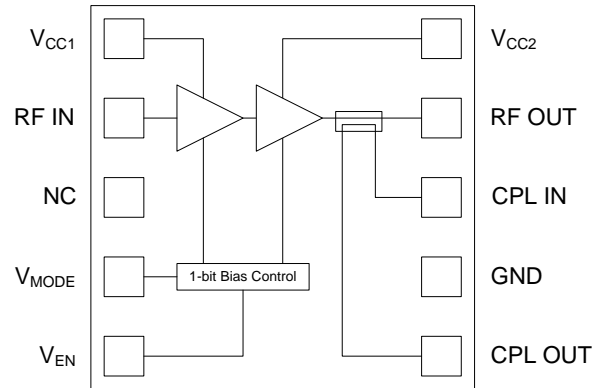 VCC1
VCC2
RF IN
RF OUT
NC
CPL IN
VMODE
1-bit Bias Control
GND
VEN
CPL OUT